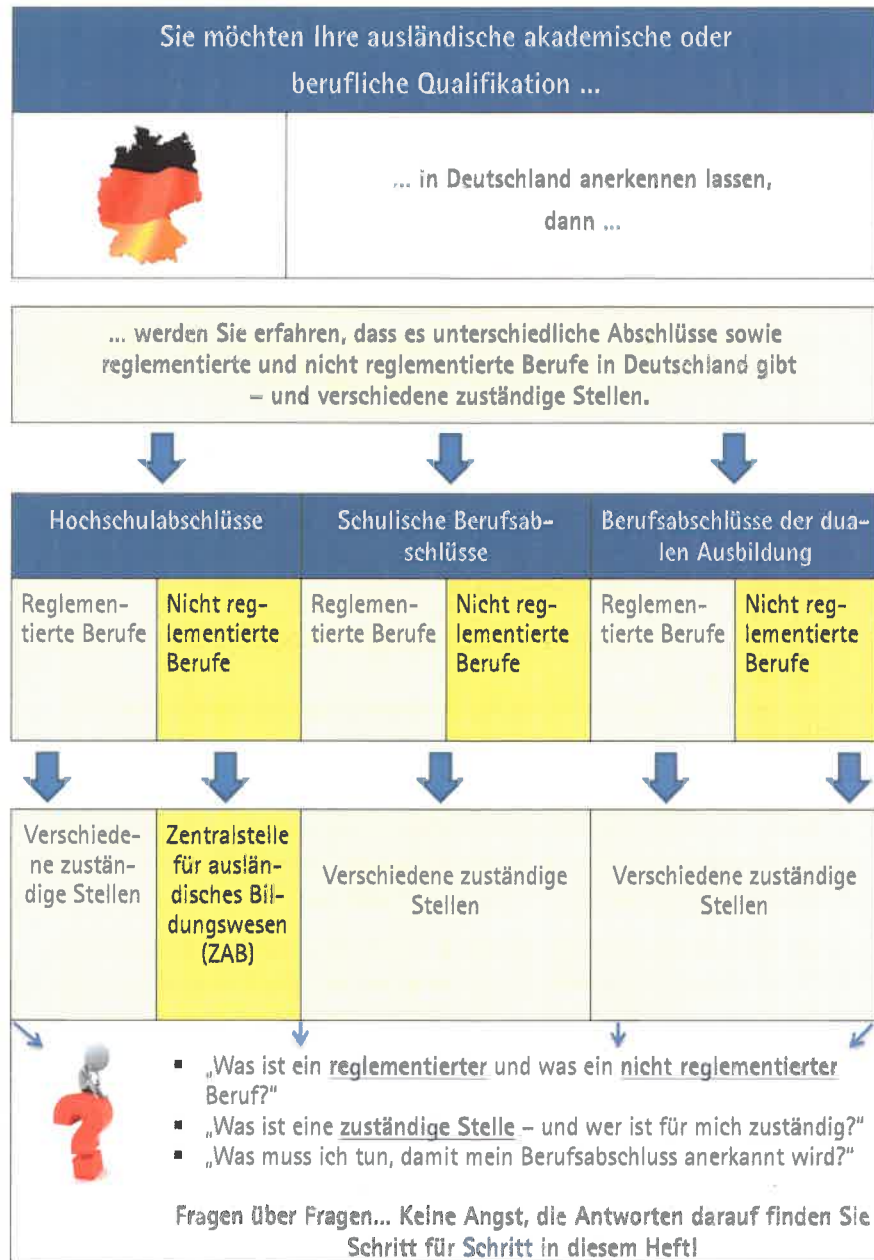 Sie möchten Ihre ausländische akademische oder
berufliche Qualifikation ...
... in Deutschland anerkennen lassen,
dann ...
... werden Sie erfahren, dass es unterschiedliche Abschlüsse sowie
reglementierte und nicht reglementierte Berufe in Deutschland gibt
– und verschiedene zuständige Stellen.
Hochschulabschlüsse
Schulische Berufsab-
schlüsse
Berufsabschlüsse der dua-
len Ausbildung
Reglemen-
tierte Berufe
Nicht reg-
lementierte
Berufe
Reglemen-
tierte Berufe
Nicht reg-
lementierte
Berufe
Reglemen-
tierte Berufe
Nicht reg-
lementierte
Berufe
Verschiede-
ne zustän-
dige Stellen
Zentralstelle
für auslän-
disches Bil-
dungswesen
(ZAB)
Verschiedene zuständige
Stellen
Verschiedene zuständige
Stellen
▪ „Was ist ein reglementierter und was ein nicht reglementierter
Beruf?"
▪ „Was ist eine zuständige Stelle – und wer ist für mich zuständig?"
▪ „Was muss ich tun, damit mein Berufsabschluss anerkannt wird?"
Fragen über Fragen... Keine Angst, die Antworten darauf finden Sie
Schritt für Schritt in diesem Heft!